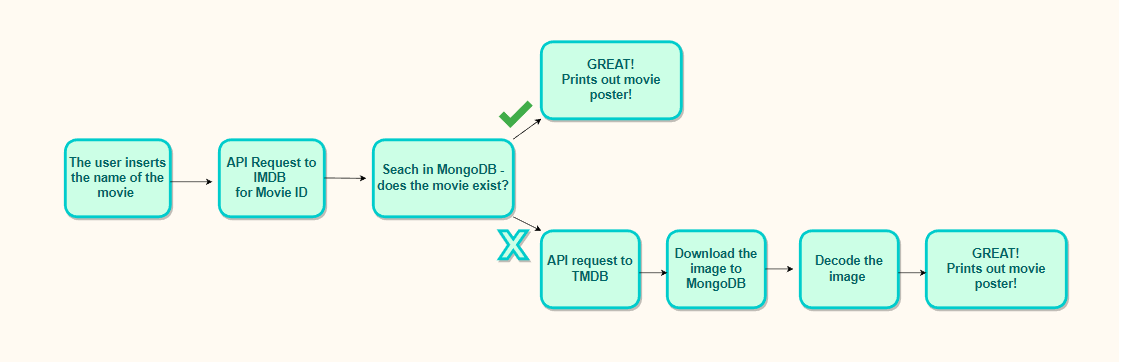 The user inserts
the name of the
movie
API Request to
IMDB
for Movie ID
Seach in MongoDB -
does the movie exist?
GREAT!
Prints out movie
poster!
X
API request to
TMDB
Download the
image to
MongoDB
Decode the
image
GREAT!
Prints out movie
poster!